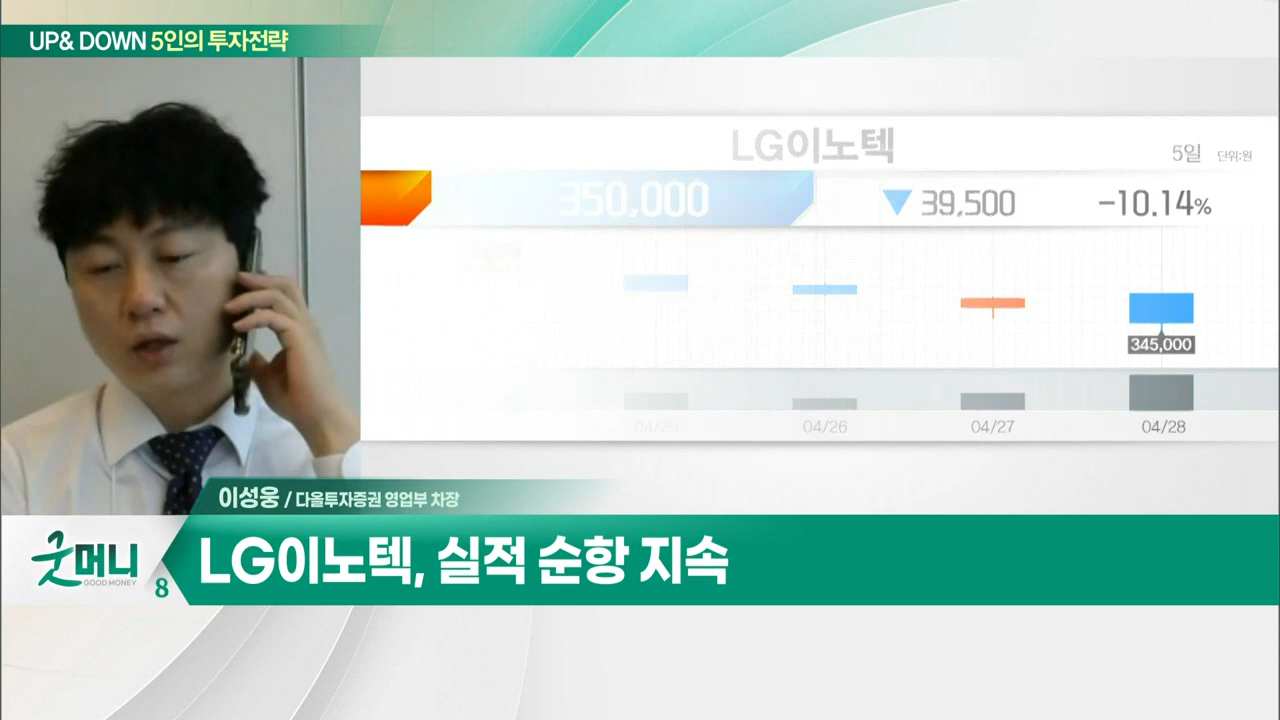 UP& DOWN 5인의 투자전략
LG이노텍
5일 단위:원
350,000 ▼ 39,500 -10.14%
345,000
04/25 04/26 04/27 04/28
이성웅 / 다올투자증권 영업부 차장
굿머니
GOOD MONEY
8
LG이노텍, 실적 순항 지속